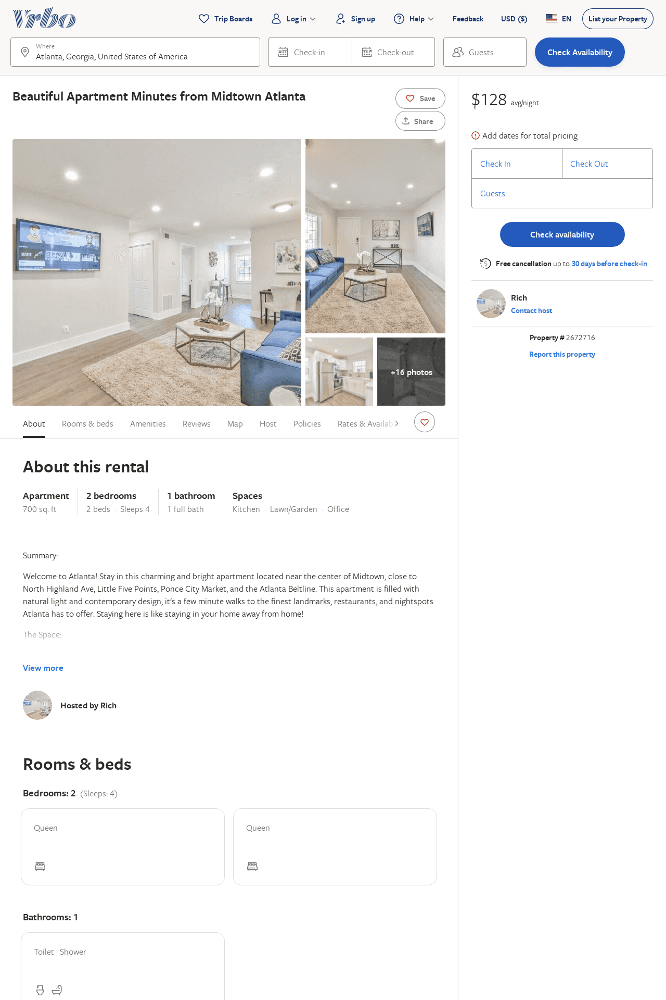 Vrbo
Trip Boards
Log in
Sign up
Help
Feedback
USD ($)
EN
List your Property
Where
Atlanta, Georgia, United States of America
Check-in
Check-out
Guests
Check Availability
Beautiful Apartment Minutes from Midtown Atlanta
Save
Share
$128 avg/night
Add dates for total pricing
Check In
Check Out
Guests
Check availability
Free cancellation up to 30 days before check-in
Rich
Contact host
Property # 2672716
Report this property
HOME
+16 photos
About
Rooms & beds
Amenities
Reviews
Map
Host
Policies
Rates & Availab
About this rental
Apartment
700 sq. ft
2 bedrooms
2 beds · Sleeps 4
1 bathroom
1 full bath
Spaces
Kitchen · Lawn/Garden · Office
Summary:
Welcome to Atlanta! Stay in this charming and bright apartment located near the center of Midtown, close to
North Highland Ave, Little Five Points, Ponce City Market, and the Atlanta Beltline. This apartment is filled with
natural light and contemporary design, it's a few minute walks to the finest landmarks, restaurants, and nightspots
Atlanta has to offer. Staying here is like staying in your home away from home!
The Space:
View more
Hosted by Rich
Rooms & beds
Bedrooms: 2 (Sleeps: 4)
Queen
Queen
Bathrooms: 1
Toilet · Shower